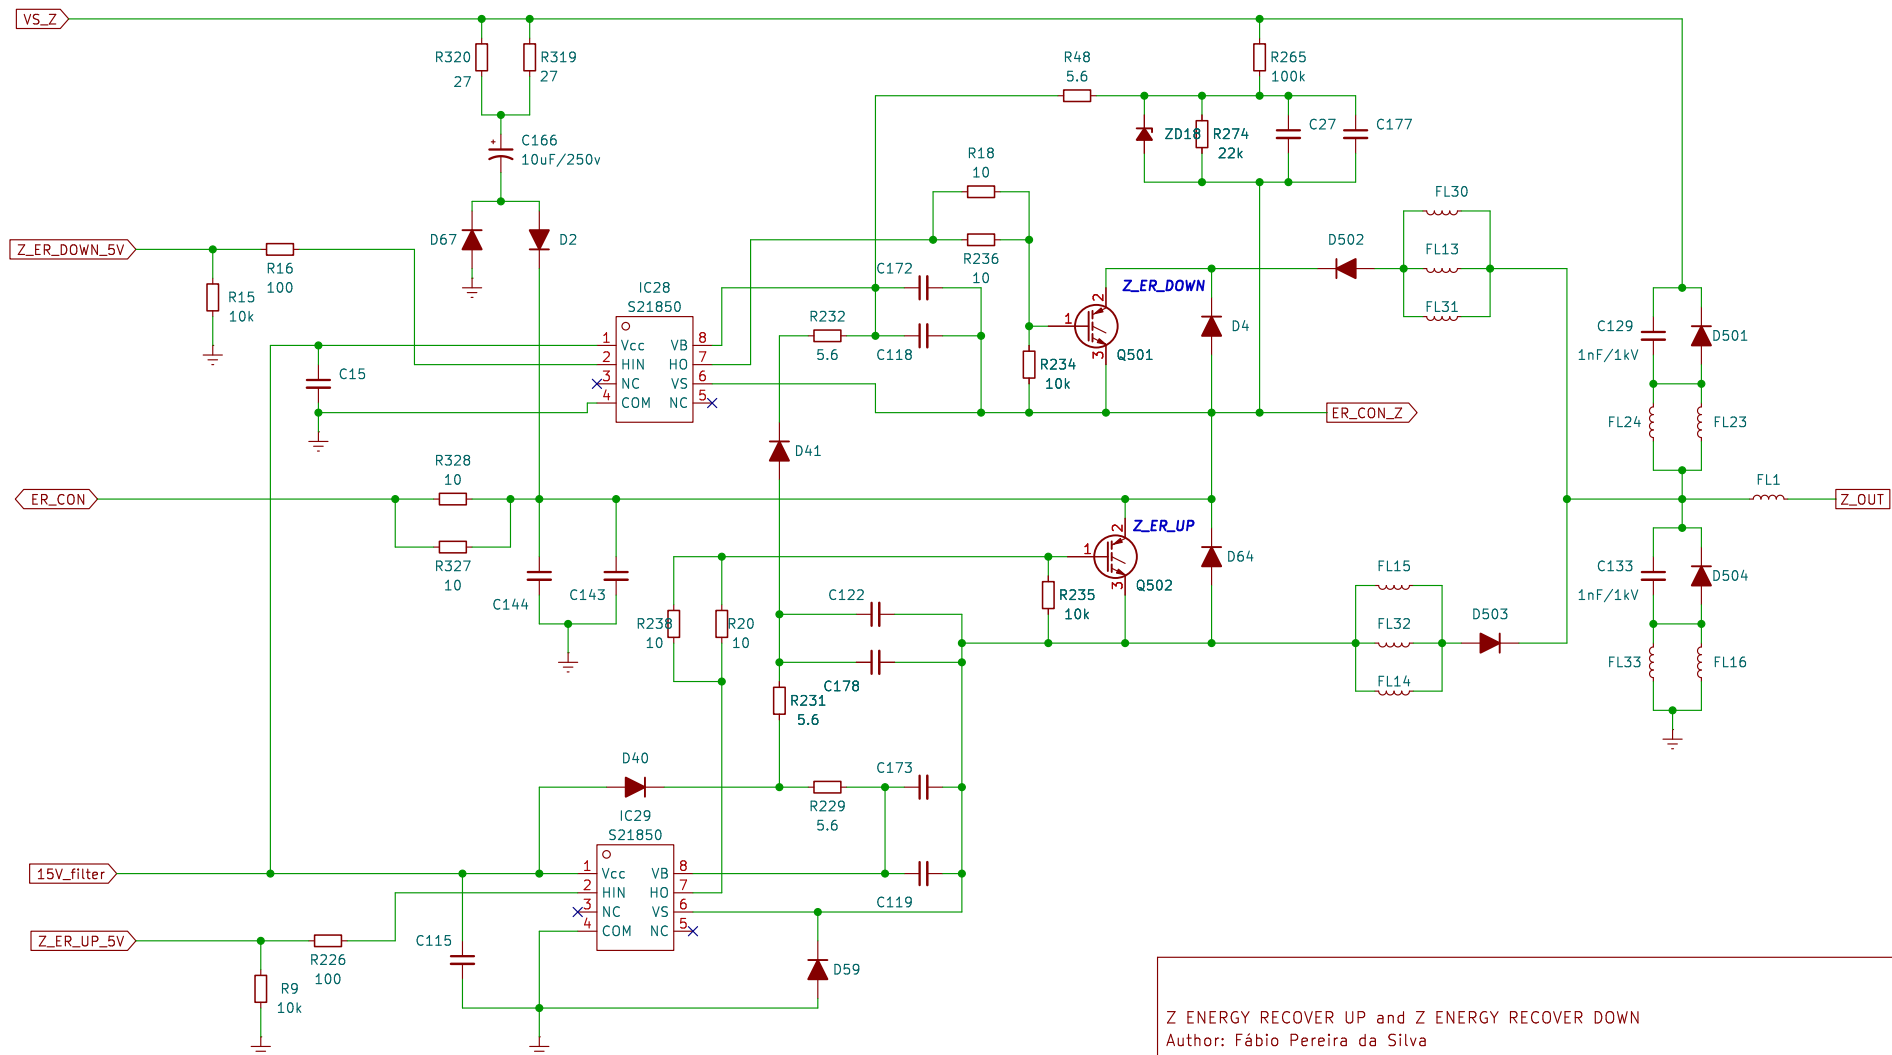 VS_Z
R320
27
R319
27
C166
10uF/250v
D67
D2
Z_ER_DOWN_5V
R16
100
R15
10k
R48
5.6
R265
100k
ZD18
R274
22k
C27
C177
R18
10
R236
10
C172
C118
R232
5.6
IC28
S21850
1
2
3
4
Vcc
HIN
NC
COM
VB
HO
VS
NC
8
7
6
5
C15
Z_ER_DOWN
1
2
3
Q501
R234
10k
D4
D502
FL30
FL13
FL31
C129
1nF/1kV
D501
FL24
FL23
ER_CON_Z
D41
R328
10
ER_CON
R327
10
C144
C143
FL1
Z_OUT
Z_ER_UP
1
2
3
Q502
D64
R235
10k
R238
10
R20
10
C122
C178
R231
5.6
FL15
FL32
FL14
D503
C133
1nF/1kV
D504
FL33
FL16
D40
C173
R229
5.6
C119
IC29
S21850
1
2
3
4
Vcc
HIN
NC
COM
VB
HO
VS
NC
8
7
6
5
15V_filter
Z_ER_UP_5V
R226
100
R9
10k
C115
D59
Z ENERGY RECOVER UP and Z ENERGY RECOVER DOWN
Author: Fábio Pereira da Silva